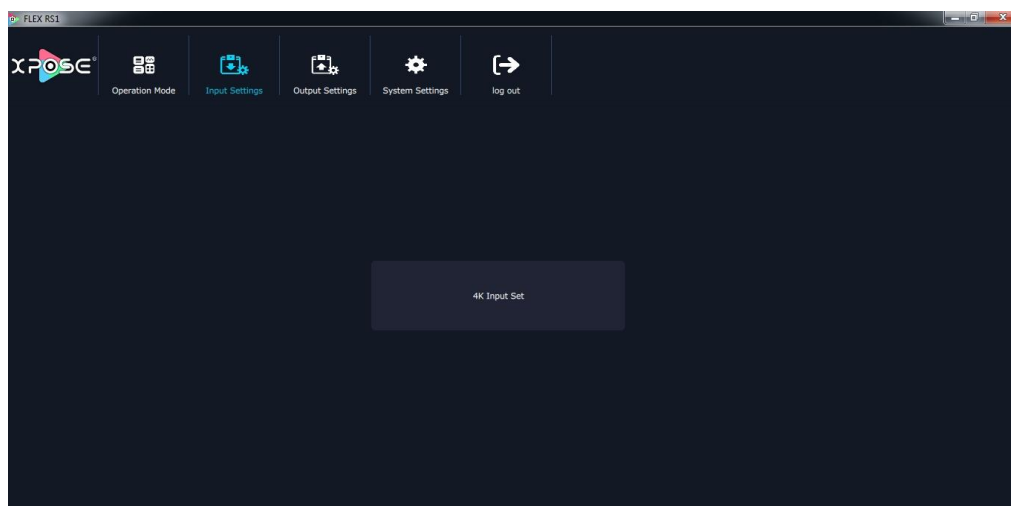 FLEX RS1
XPOSE®
Operation Mode
Input Settings
Output Settings
System Settings
log out
4K Input Set